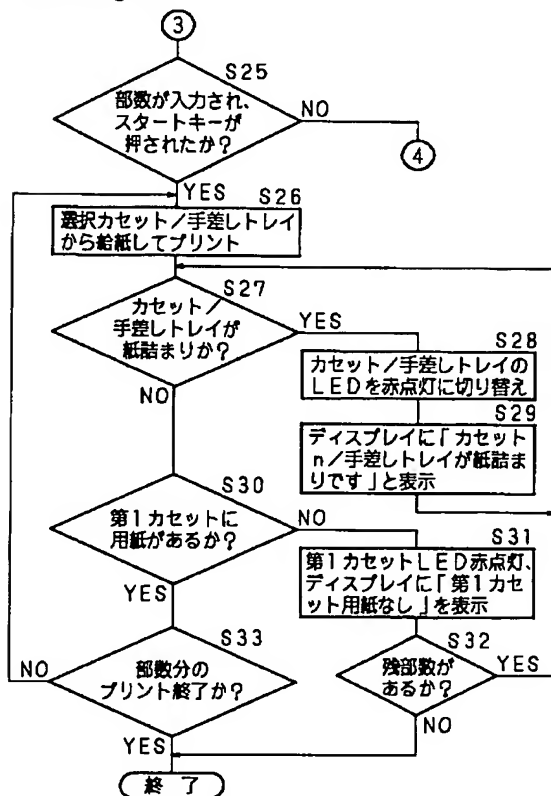 3
S25
部数が入力され、
スタートキーが
押されたか?
NO
4
YES
S26
選択カセット/手差しトレイ
から給紙してプリント
S27
カセット/
手差しトレイが
紙詰まりか?
YES
NO
S28
カセット/手差しトレイの
LEDを赤点灯に切り替え
S29
ディスプレイに「カセット
n/手差しトレイが紙詰ま
りです」と表示
S30
第1カセットに
用紙があるか?
NO
YES
S31
第1カセットLED赤点灯、
ディスプレイに「第1カセ
ット用紙なし」を表示
S32
残部数が
あるか?
YES
NO
S33
部数分の
プリント終了か?
NO
YES
終了